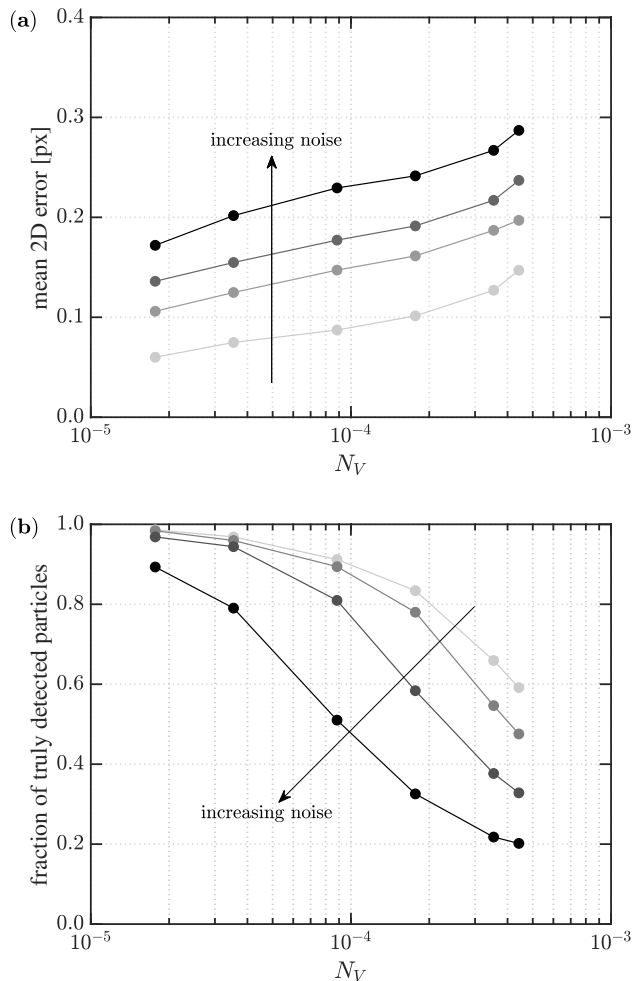 (a)
0.4
0.3
0.2
0.1
0.0
mean 2D error [px]
increasing noise
10⁻⁵
10⁻⁴
10⁻³
N_V
(b)
1.0
0.8
0.6
0.4
0.2
0.0
fraction of truly detected particles
increasing noise
10⁻⁵
10⁻⁴
10⁻³
N_V